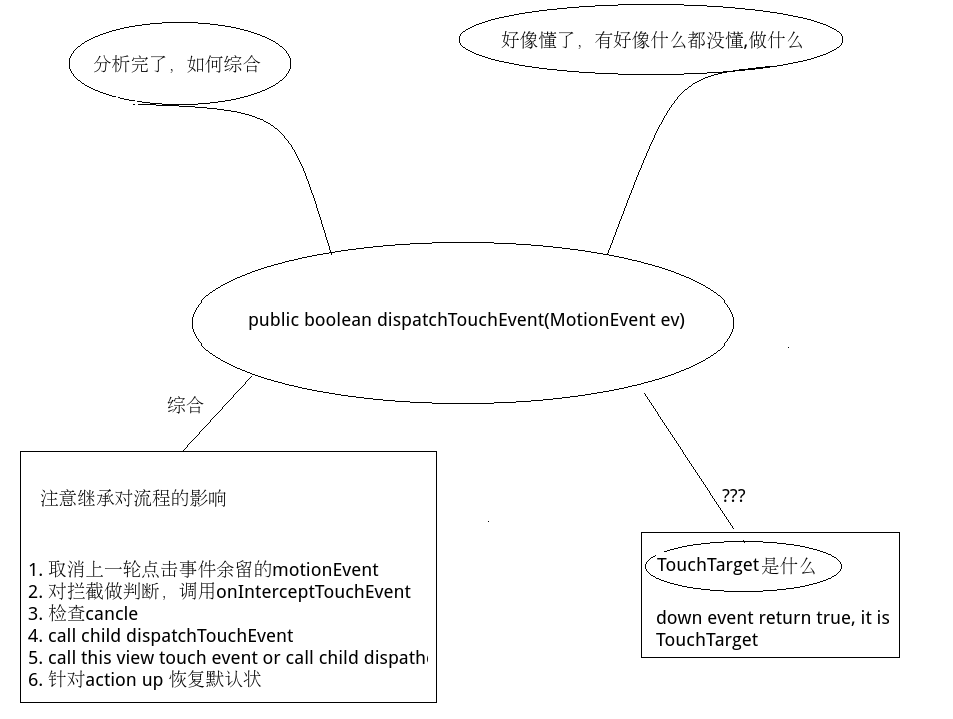 分析完了，如何综合
好像懂了，有好像什么都没懂,做什么
public boolean dispatchTouchEvent(MotionEvent ev)
综合
注意继承对流程的影响
1. 取消上一轮点击事件余留的motionEvent
2. 对拦截做判断，调用onInterceptTouchEvent
3. 检查cancle
4. call child dispatchTouchEvent
5. call this view touch event or call child dispath
6. 针对action up 恢复默认状
???
TouchTarget是什么
down event return true, it is
TouchTarget